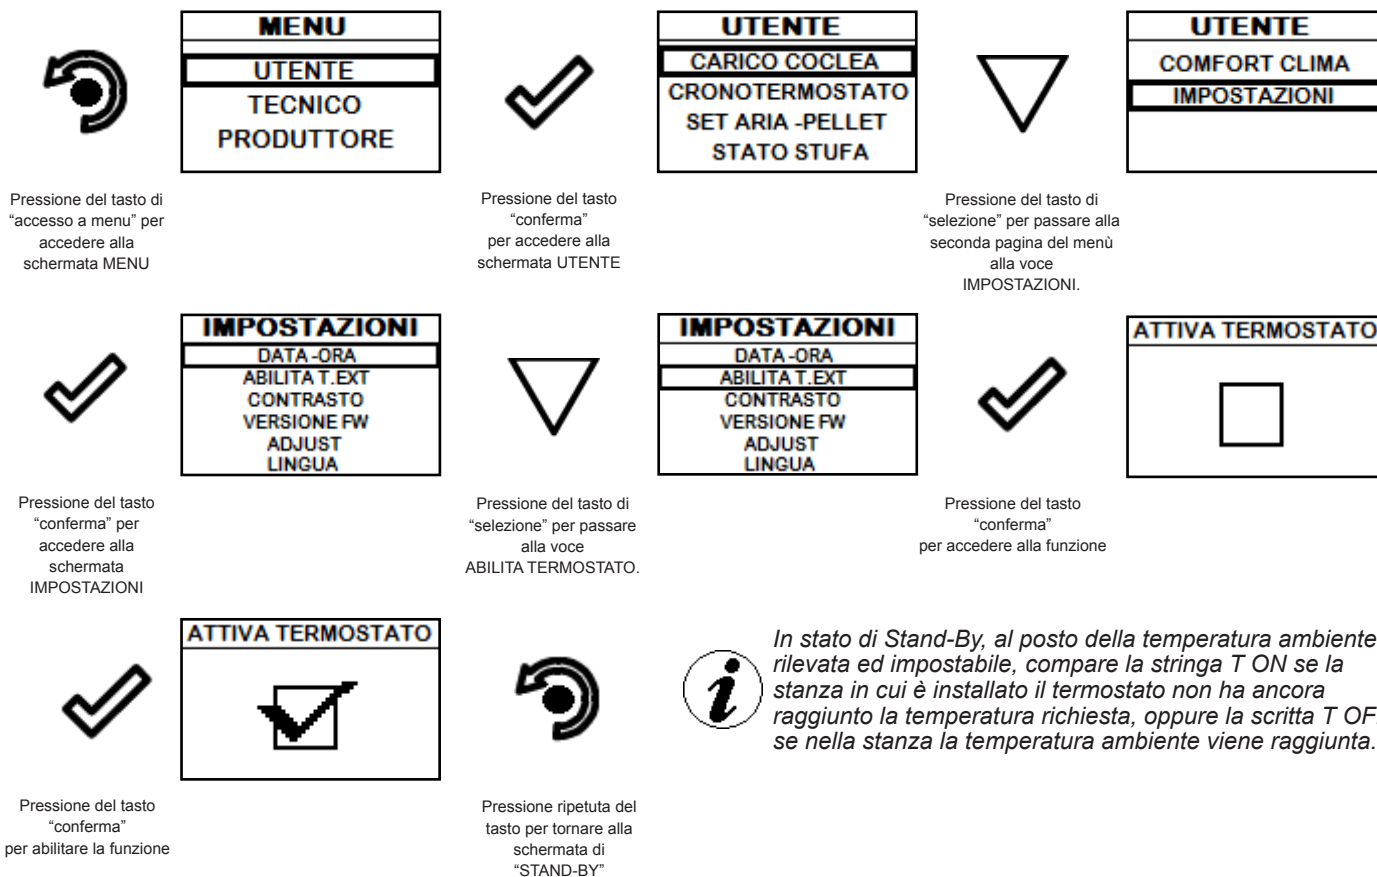 MENU
UTENTE
TECNICO
PRODUTTORE
Pressione del tasto di
“accesso a menu” per
accedere alla
schermata MENU
UTENTE
CARICO COCLEA
CRONOTERMOSTATO
SET ARIA -PELLET
STATO STUFA
Pressione del tasto
“conferma”
per accedere alla
schermata UTENTE
UTENTE
COMFORT CLIMA
IMPOSTAZIONI
Pressione del tasto di
“selezione” per passare alla
seconda pagina del menù
alla voce
IMPOSTAZIONI.
IMPOSTAZIONI
DATA -ORA
ABILITA T.EXT
CONTRASTO
VERSIONE FW
ADJUST
LINGUA
Pressione del tasto
“conferma” per
accedere alla
schermata
IMPOSTAZIONI
IMPOSTAZIONI
DATA -ORA
ABILITA T.EXT
CONTRASTO
VERSIONE FW
ADJUST
LINGUA
Pressione del tasto di
“selezione” per passare
alla voce
ABILITA TERMOSTATO.
ATTIVA TERMOSTATO
Pressione del tasto
“conferma”
per accedere alla funzione
ATTIVA TERMOSTATO
Pressione del tasto
“conferma”
per abilitare la funzione
Pressione ripetuta del
tasto per tornare alla
schermata di
“STAND-BY”
In stato di Stand-By, al posto della temperatura ambiente
rilevata ed impostabile, compare la stringa T ON se la
stanza in cui è installato il termostato non ha ancora
raggiunto la temperatura richiesta, oppure la scritta T
se nella stanza la temperatura ambiente viene raggiunta.